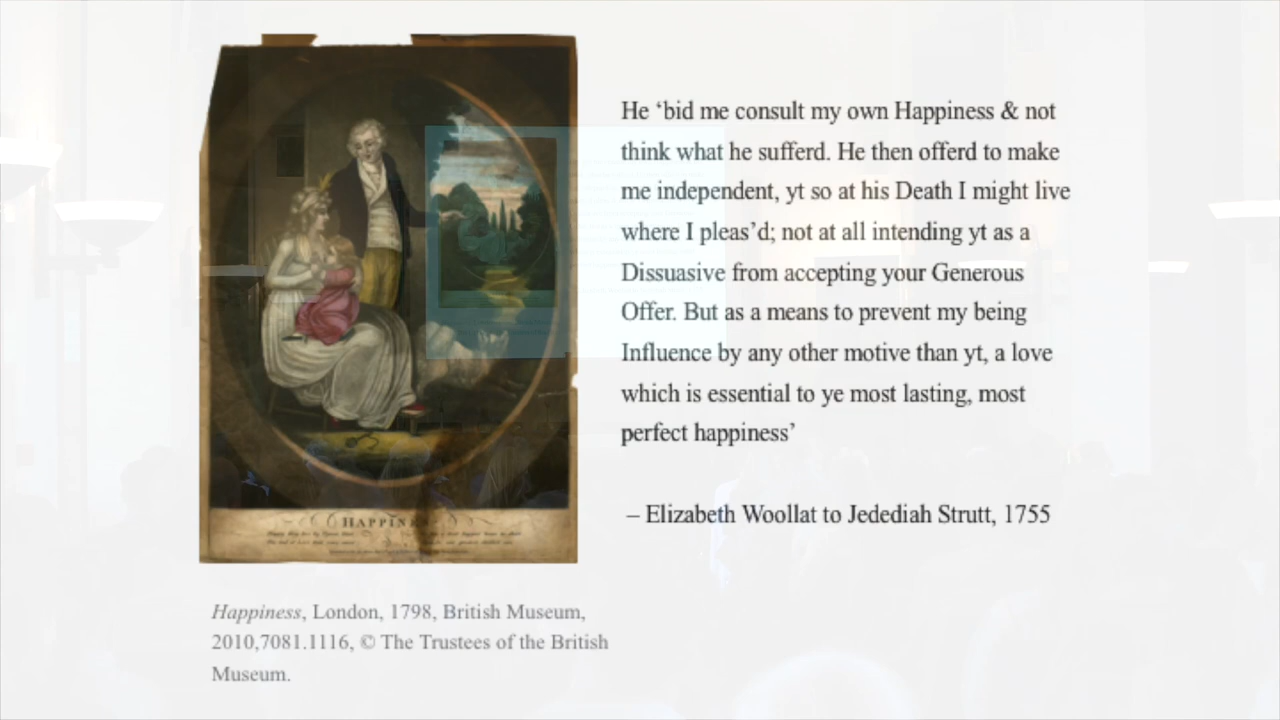 He ‘bid me consult my own Happiness & not
think what he sufferd. He then offerd to make
me independent, yt so at his Death I might live
where I pleas’d; not at all intending yt as a
Dissuasive from accepting your Generous
Offer. But as a means to prevent my being
Influence by any other motive than yt, a love
which is essential to ye most lasting, most
perfect happiness’
– Elizabeth Woollat to Jedediah Strutt, 1755
HAPPINES
Happiness, London, 1798, British Museum,
2010,7081.1116, © The Trustees of the British
Museum.